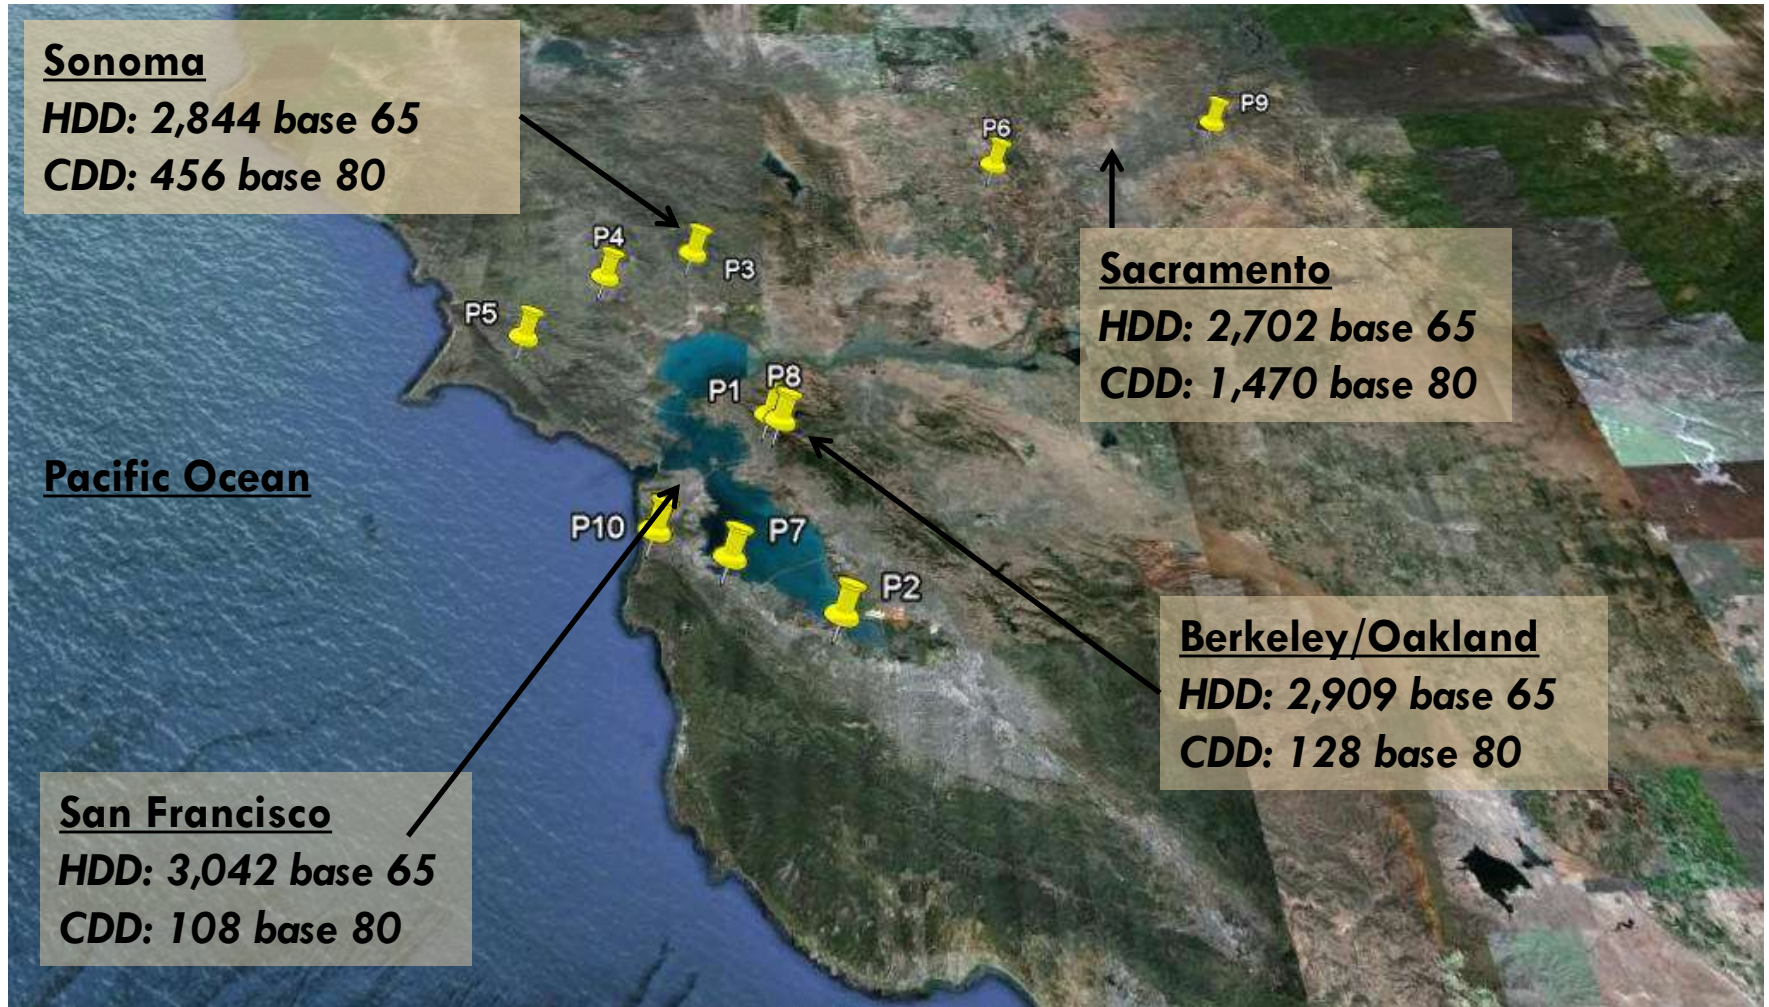 Sonoma
HDD: 2,844 base 65
CDD: 456 base 80
P9
P6
P4
P3
P5
Sacramento
HDD: 2,702 base 65
CDD: 1,470 base 80
P8
P1
Pacific Ocean
P10
P7
P2
Berkeley/Oakland
HDD: 2,909 base 65
CDD: 128 base 80
San Francisco
HDD: 3,042 base 65
CDD: 108 base 80